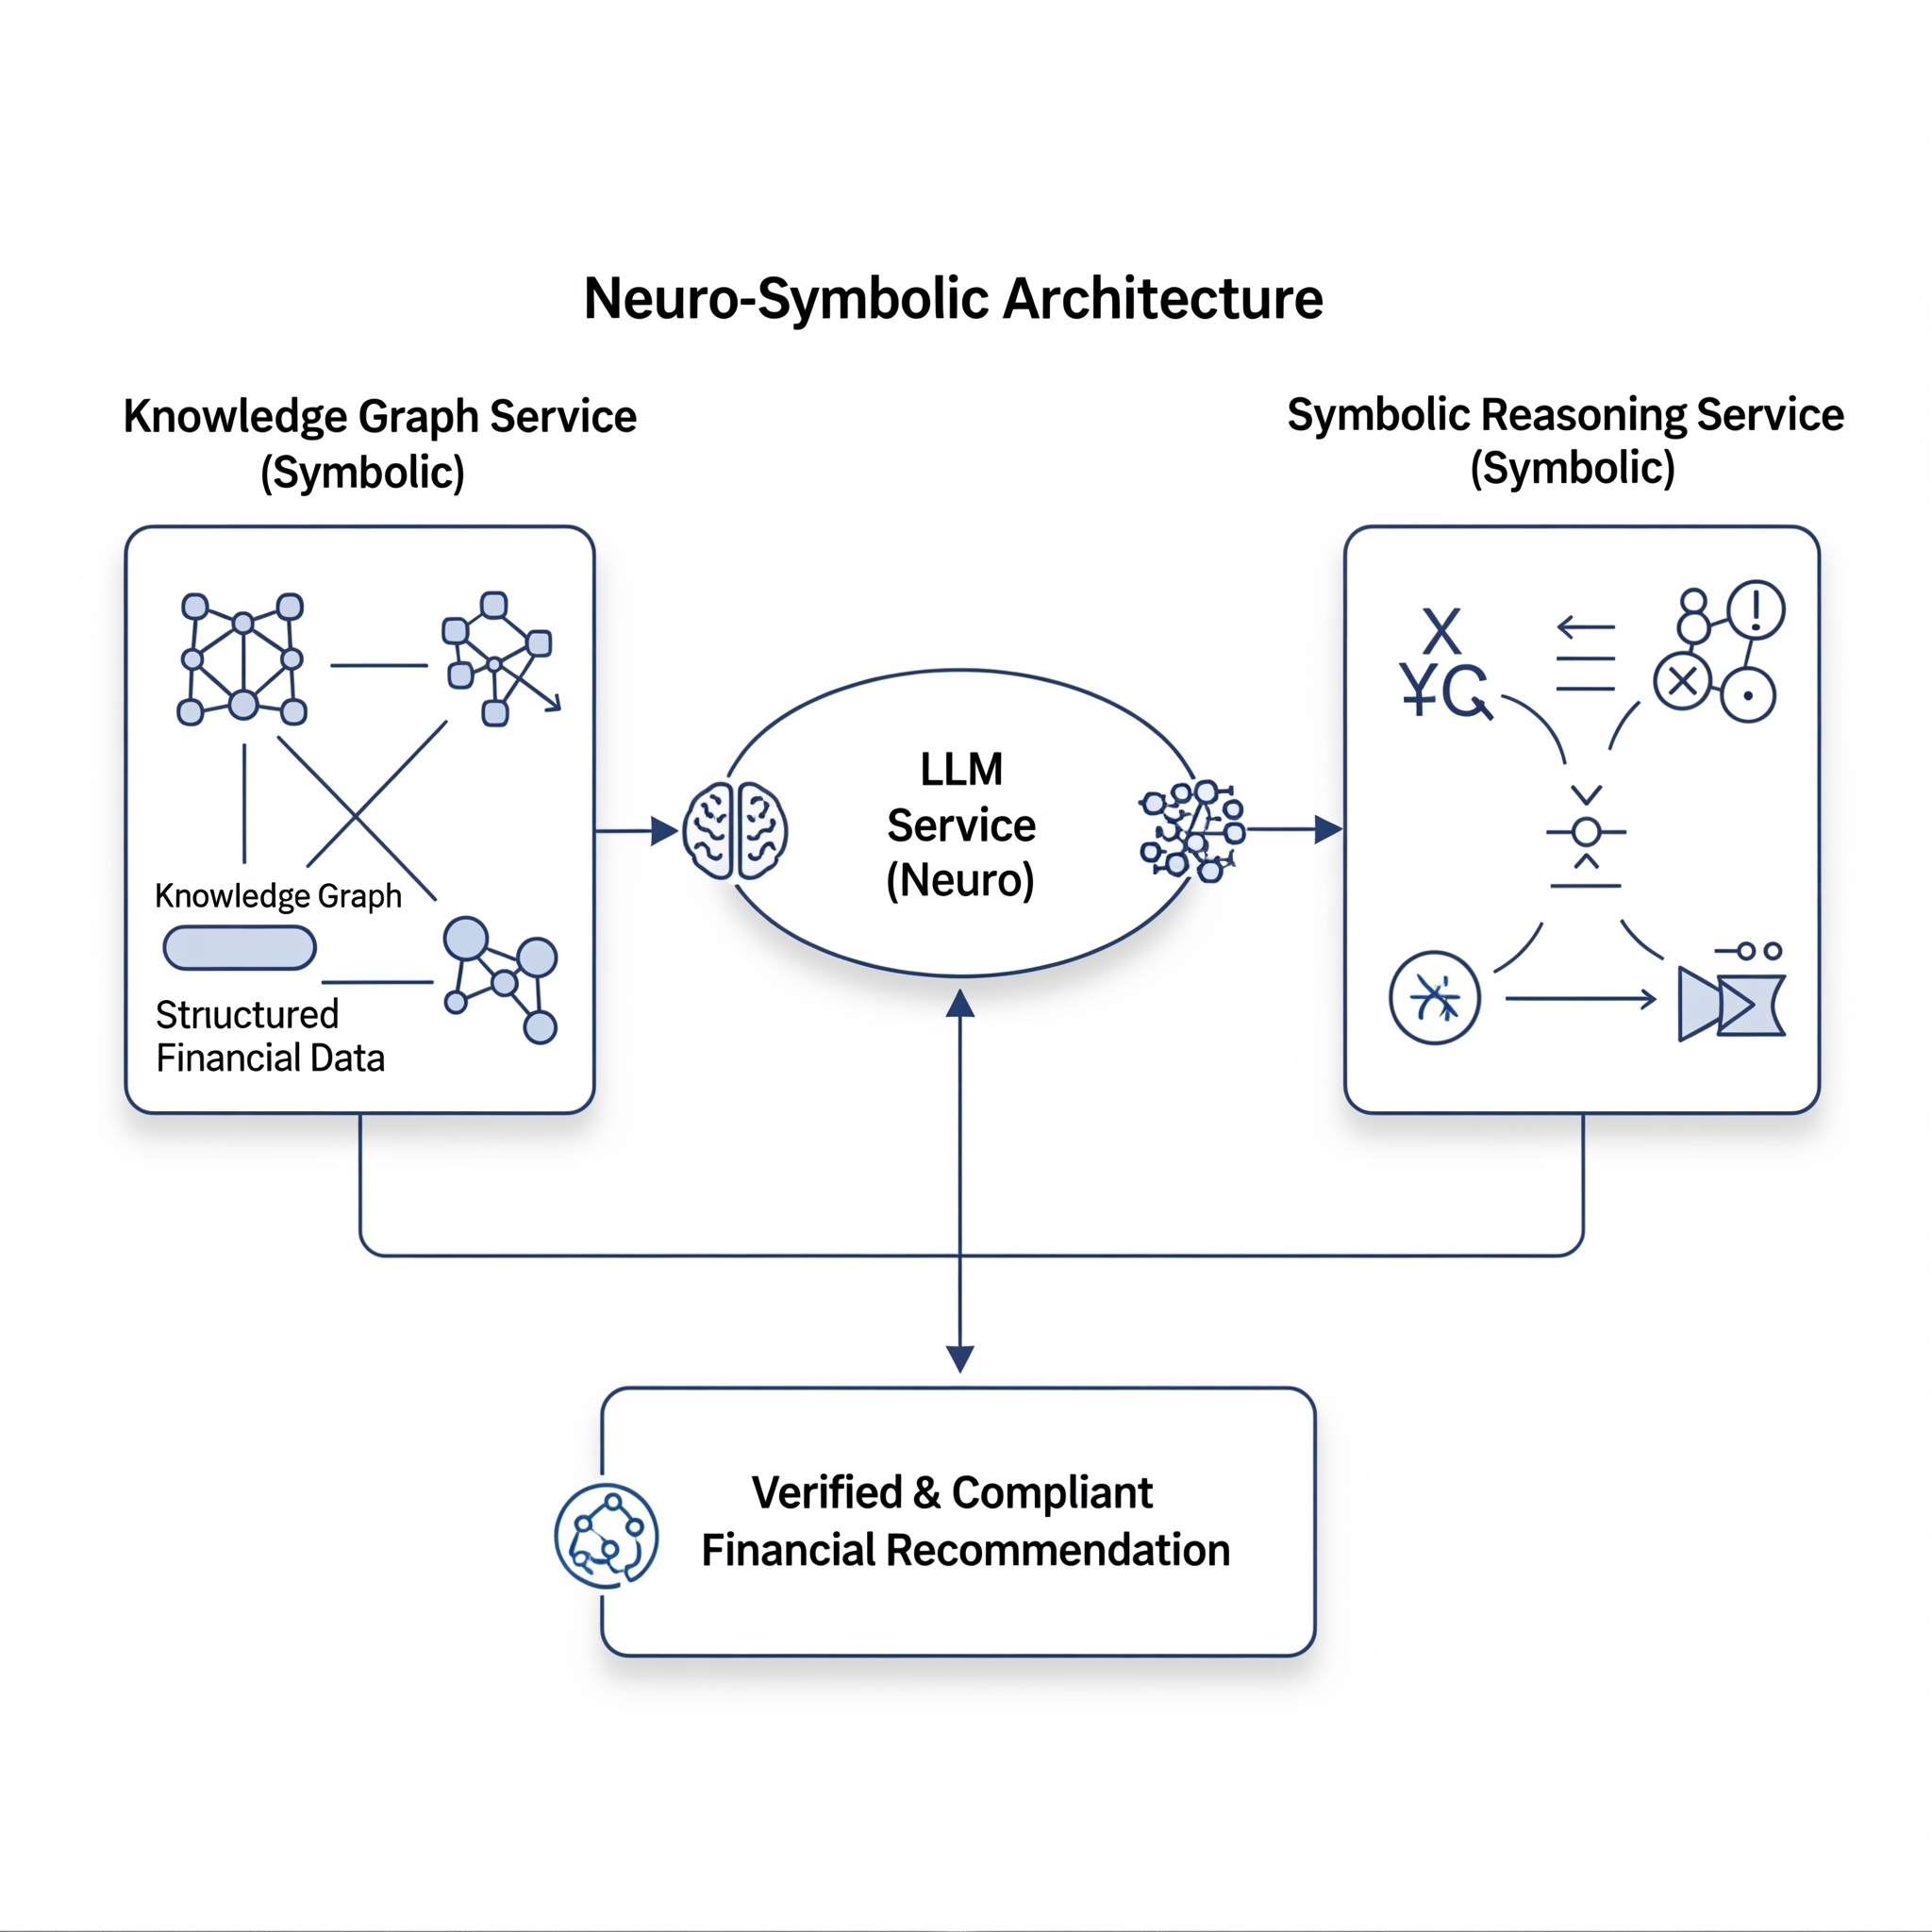 Neuro-Symbolic Architecture
Knowledge Graph Service
(Symbolic)
Symbolic Reasoning Service
(Symbolic)
X
¥Q
LLM
Service
(Neuro)
Knowledge Graph
Structured
Financial Data
Verified & Compliant
Financial Recommendation